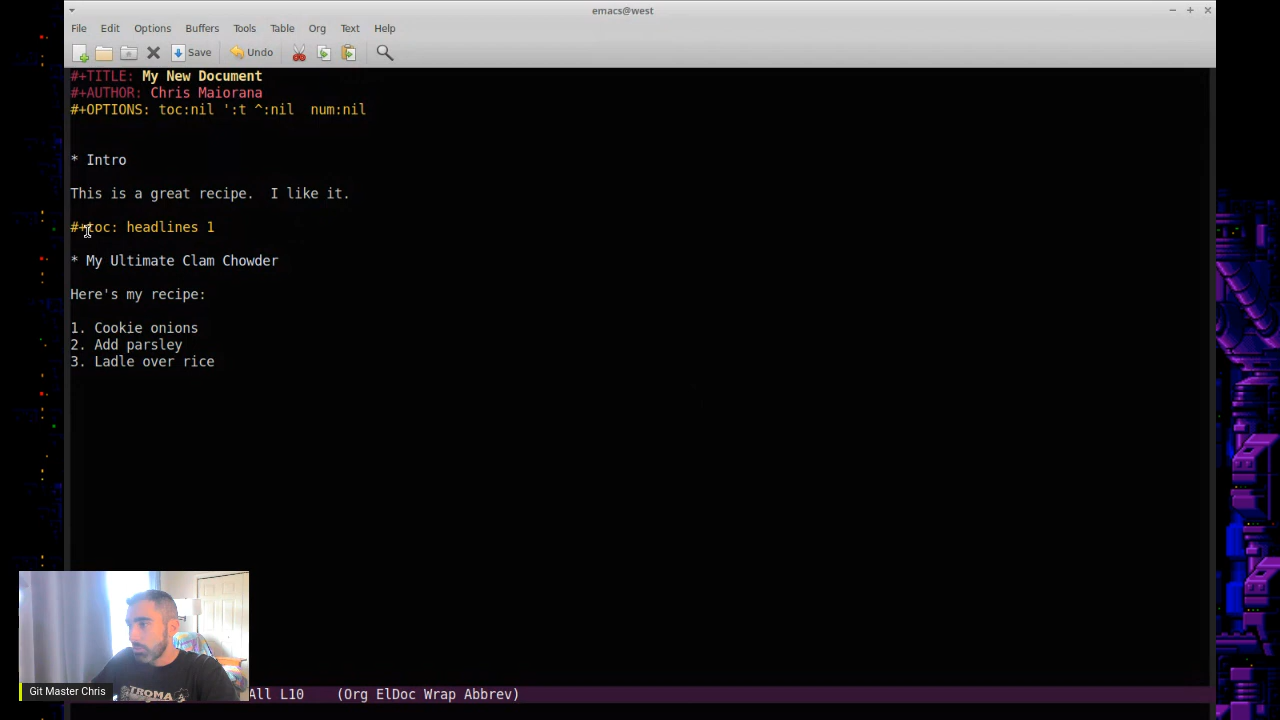 emacs@west
File Edit Options Buffers Tools Table Org Text Help
Save Undo
#+TITLE: My New Document
#+AUTHOR: Chris Maiorana
#+OPTIONS: toc:nil ':t ^:nil  num:nil
* Intro
This is a great recipe.  I like it.
#+toc: headlines 1
* My Ultimate Clam Chowder
Here's my recipe:
1. Cookie onions
2. Add parsley
3. Ladle over rice
Git Master Chris
All L10    (Org ElDoc Wrap Abbrev)